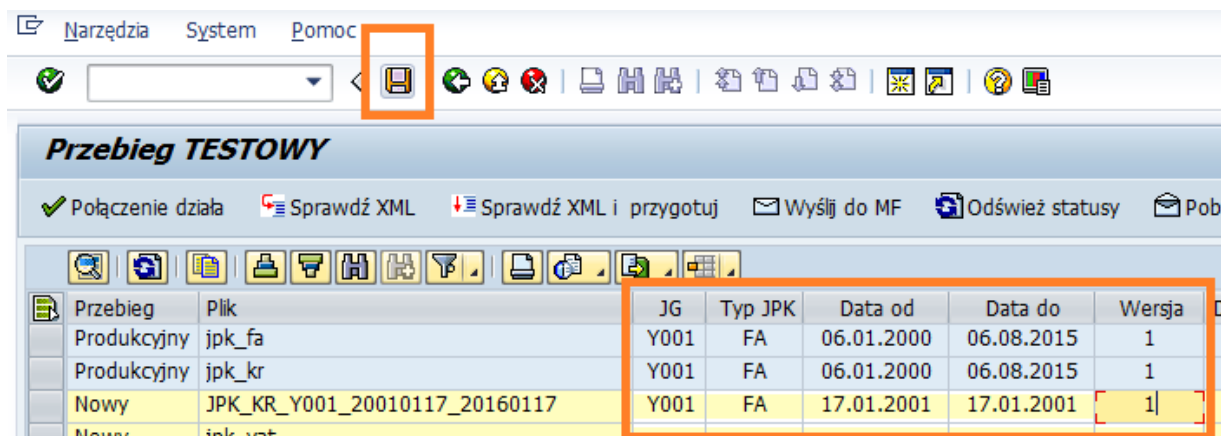 Narzędzia System Pomoc
Przebieg TESTOWY
Połączenie działa Sprawdź XML Sprawdź XML i przygotuj Wyślij do MF Odśwież statusy Pob
Przebieg Plik JG Typ JPK Data od Data do Wersja
Produkcyjny jpk_fa Y001 FA 06.01.2000 06.08.2015 1
Produkcyjny jpk_kr Y001 FA 06.01.2000 06.08.2015 1
Nowy JPK_KR_Y001_20010117_20160117 Y001 FA 17.01.2001 17.01.2001 1
Nowy jpk_vat